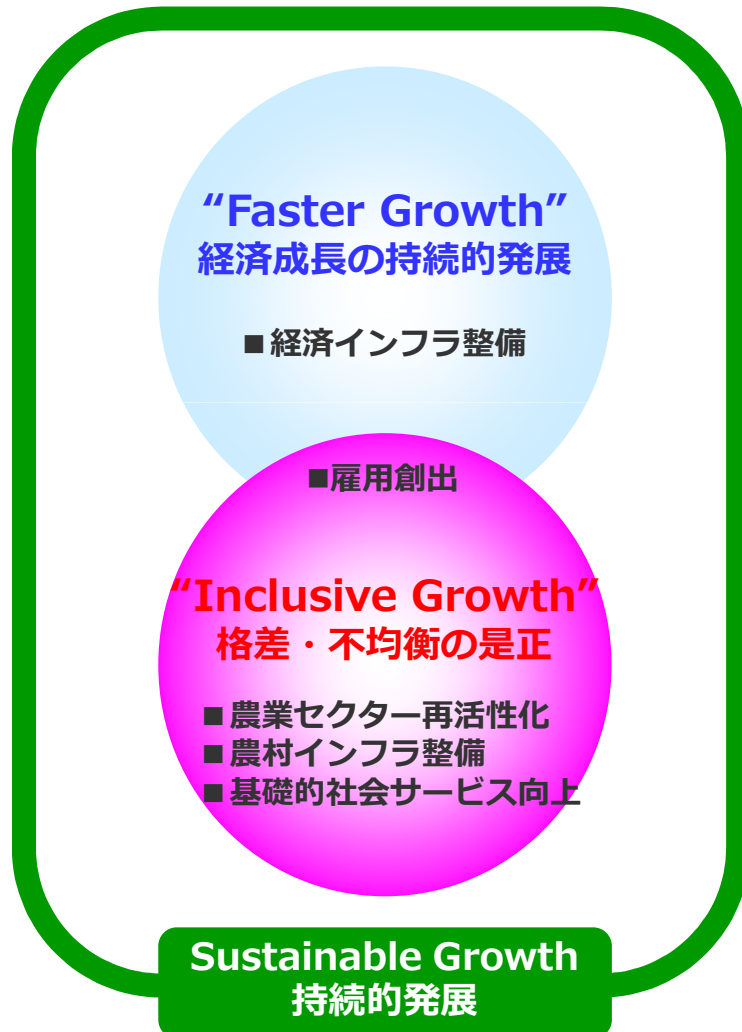 “Faster Growth”
経済成長の持続的発展
■経済インフラ整備
■雇用創出
“Inclusive Growth”
格差・不均衡の是正
■農業セクター再活性化
■農村インフラ整備
■基礎的社会サービス向上
Sustainable Growth
持続的発展